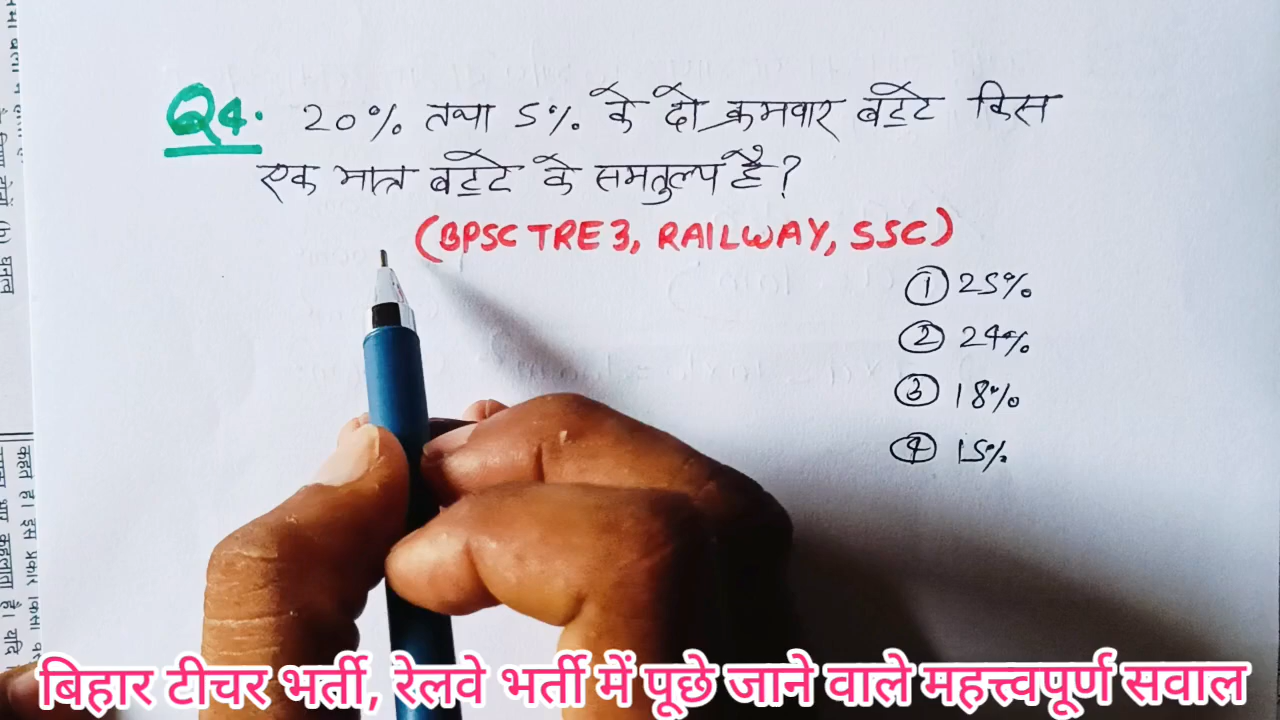 Q4. 20% तथा 5% के दो क्रमवार बट्टे किस
एक मात्र बट्टे के समतुल्य है?
(BPSC TRE 3, RAILWAY, SSC)
① 25%
② 24%
③ 18%
④ 15%
बिहार टीचर भर्ती, रेलवे भर्ती में पूछे जाने वाले महत्त्वपूर्ण सवाल